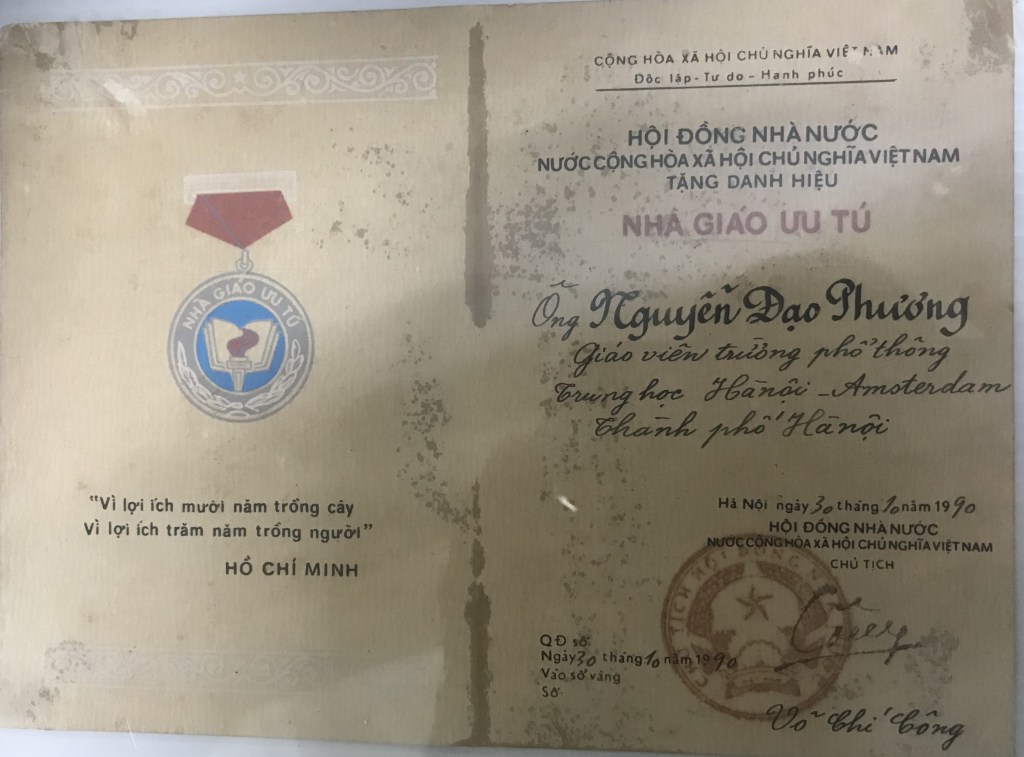 NHÀ GIÁO ƯU TÚ
"Vì lợi ích mười năm trồng cây
Vì lợi ích trăm năm trồng người"
HỒ CHÍ MINH
CỘNG HÒA XÃ HỘI CHỦ NGHĨA VIỆT NAM
Độc lập - Tự do - Hạnh phúc
HỘI ĐỒNG NHÀ NƯỚC
NƯỚC CỘNG HÒA XÃ HỘI CHỦ NGHĨA VIỆT NAM
TẶNG DANH HIỆU
NHÀ GIÁO ƯU TÚ
Ông Nguyễn Đạo Phương
Giáo viên trường phổ thông
Trung học Hà nội - Amsterdam
Thành phố Hà nội
Hà Nội ngày 30 tháng 10 năm 1990
HỘI ĐỒNG NHÀ NƯỚC
NƯỚC CỘNG HÒA XÃ HỘI CHỦ NGHĨA VIỆT NAM
CHỦ TỊCH
QĐ số:
Ngày 30 tháng 10 năm 1990
Vào sổ vàng
Số
Võ Chí Công